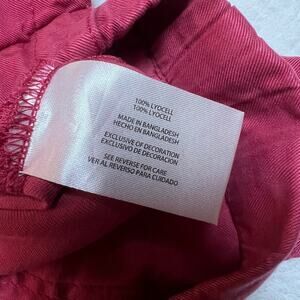 100% LYOCELL
100% LYOCELL
MADE IN BANGLADESH
HECHO EN BANGLADESH
EXCLUSIVE OF DECORATION
EXCLUSIVO DE DECORACION
SEE REVERSE FOR CARE
VER AL REVERSO PARA CUIDADO